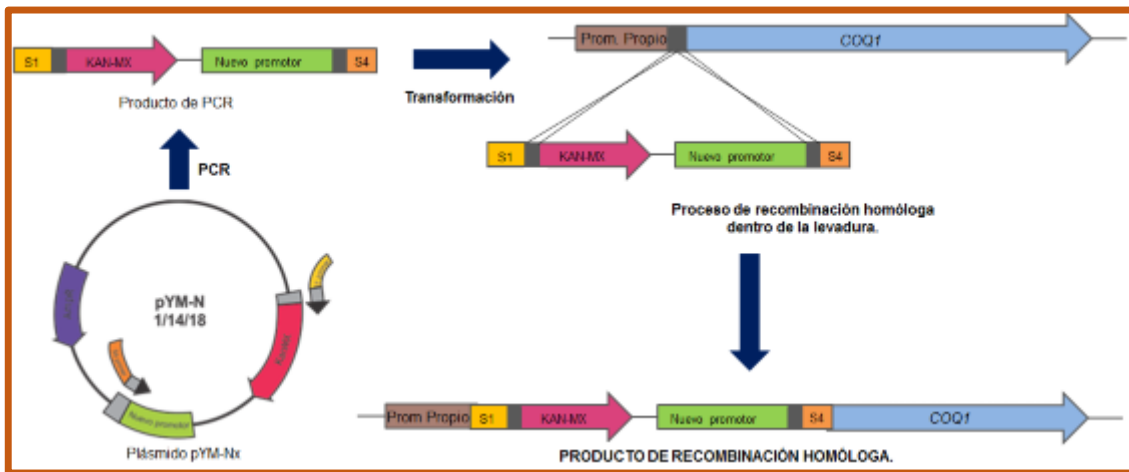 S1 KAN-MX Nuevo promotor S4
Producto de PCR
Transformación
Prom. Propio COQ1
S1 KAN-MX Nuevo promotor S4
Proceso de recombinación homóloga
dentro de la levadura.
PCR
pYM-N
1/14/18
Nuevo promotor
Plásmido pYM-Nx
Prom Propio S1 KAN-MX Nuevo promotor S4 COQ1
PRODUCTO DE RECOMBINACIÓN HOMÓLOGA.